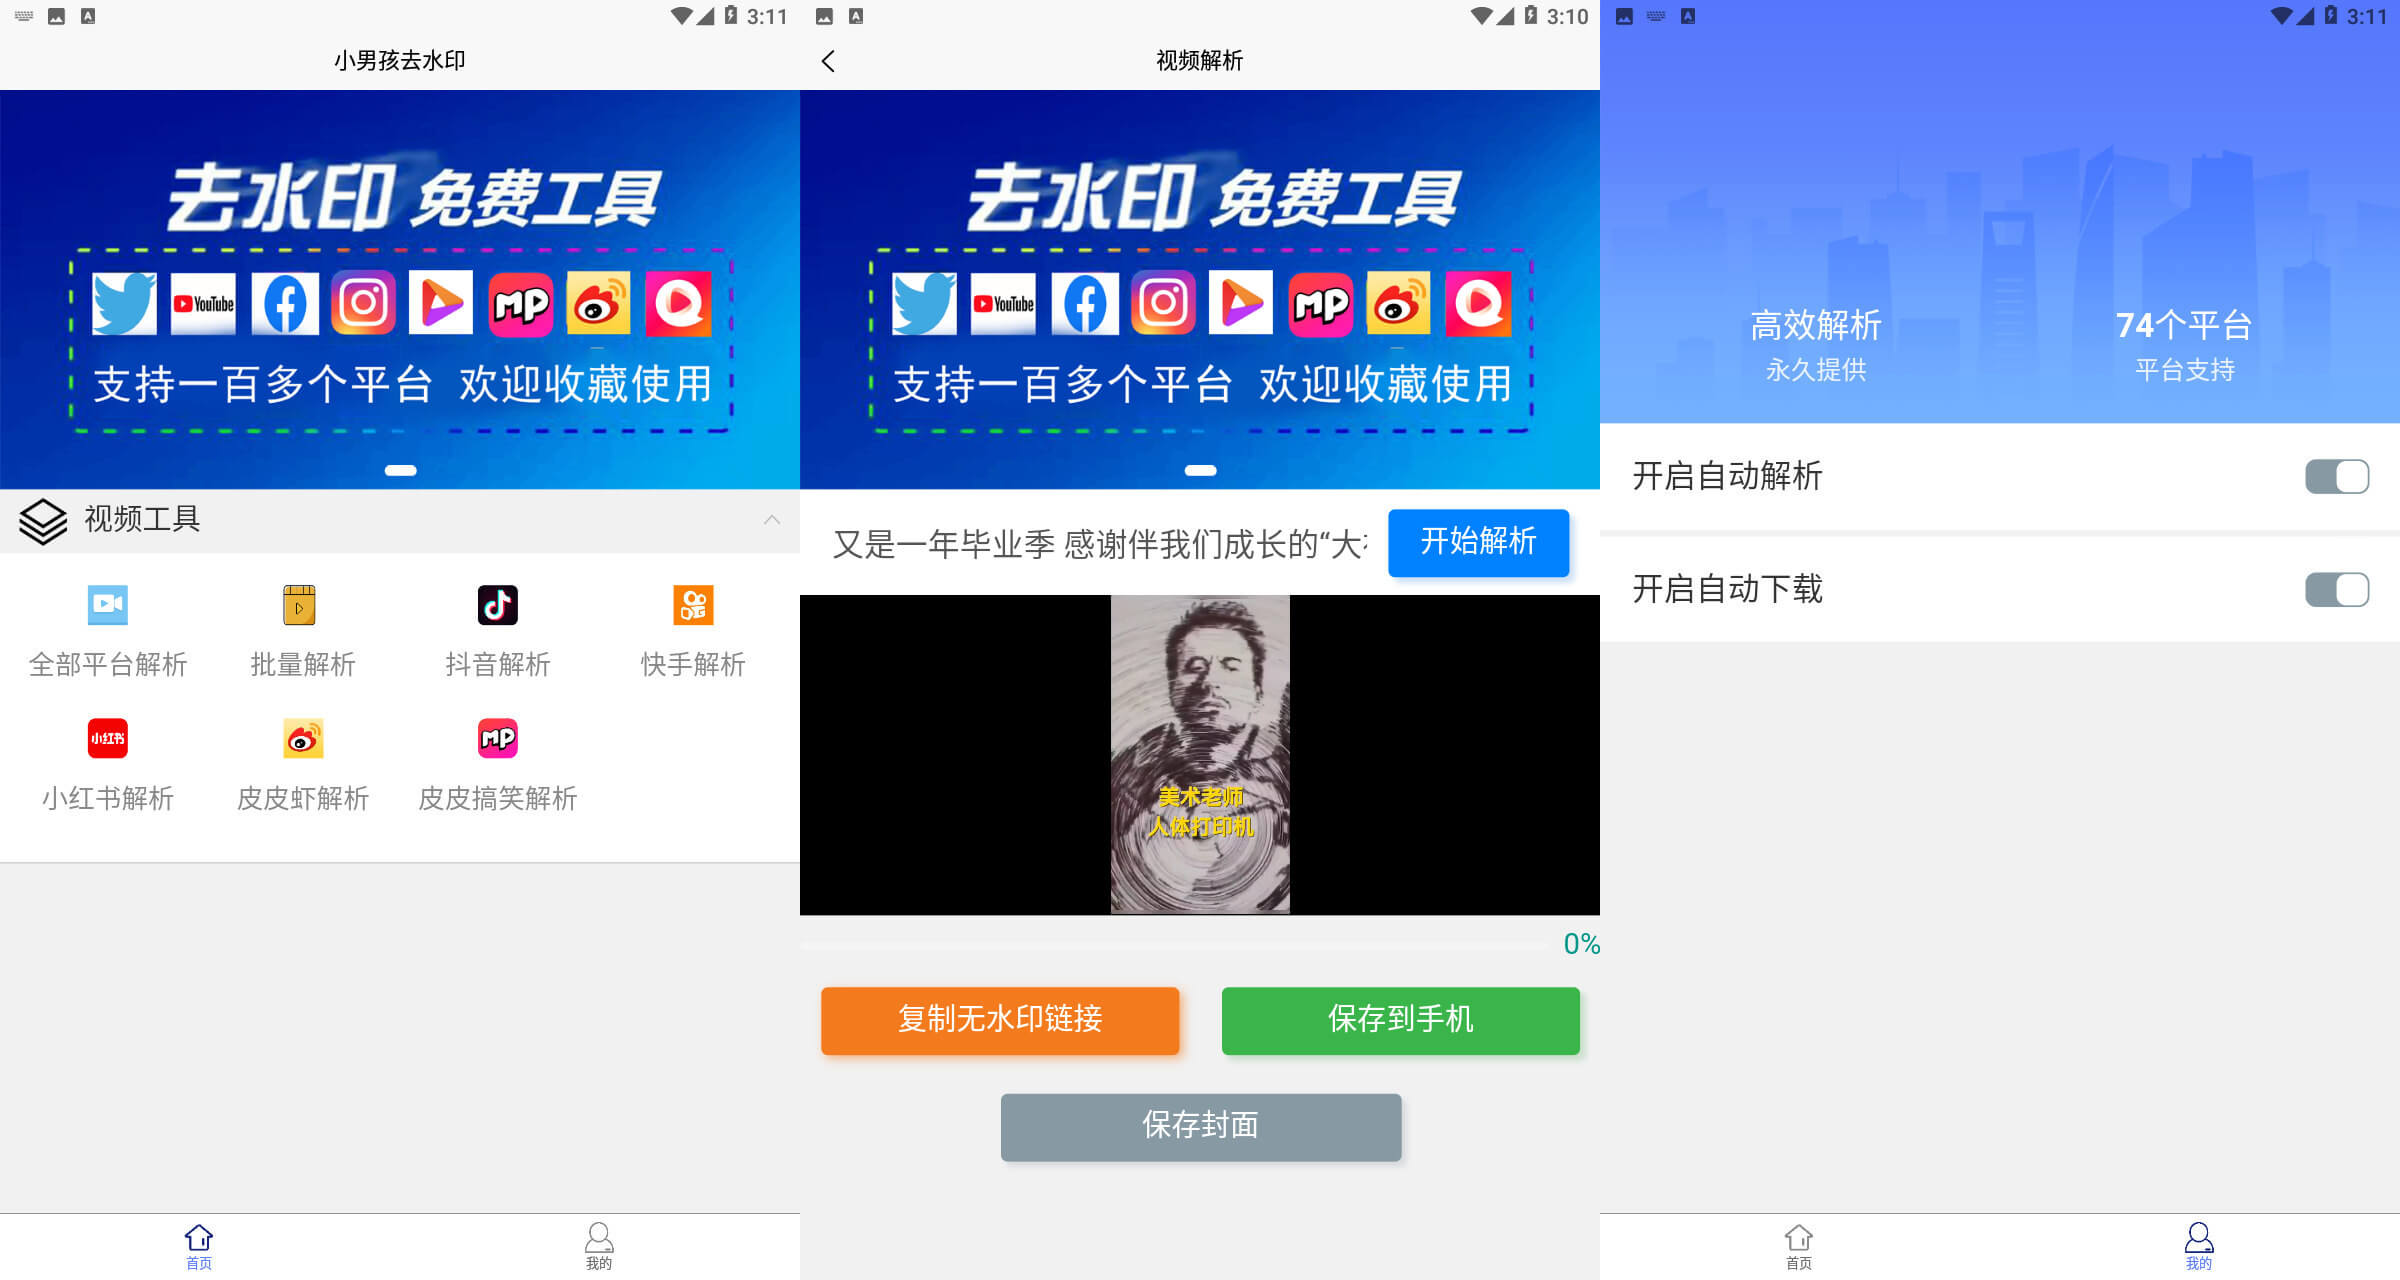 3:11
小男孩去水印
去水印 免费工具
YouTube
MP
支持一百多个平台 欢迎收藏使用
视频工具
全部平台解析 批量解析 抖音解析 快手解析
小红书
MP
小红书解析 皮皮虾解析 皮皮搞笑解析
首页 我的
3:10
视频解析
去水印 免费工具
YouTube
MP
支持一百多个平台 欢迎收藏使用
又是一年毕业季 感谢伴我们成长的“大
开始解析
美术老师
人体打印机
0%
复制无水印链接 保存到手机
保存封面
3:11
高效解析 74个平台
永久提供 平台支持
开启自动解析
开启自动下载
首页 我的